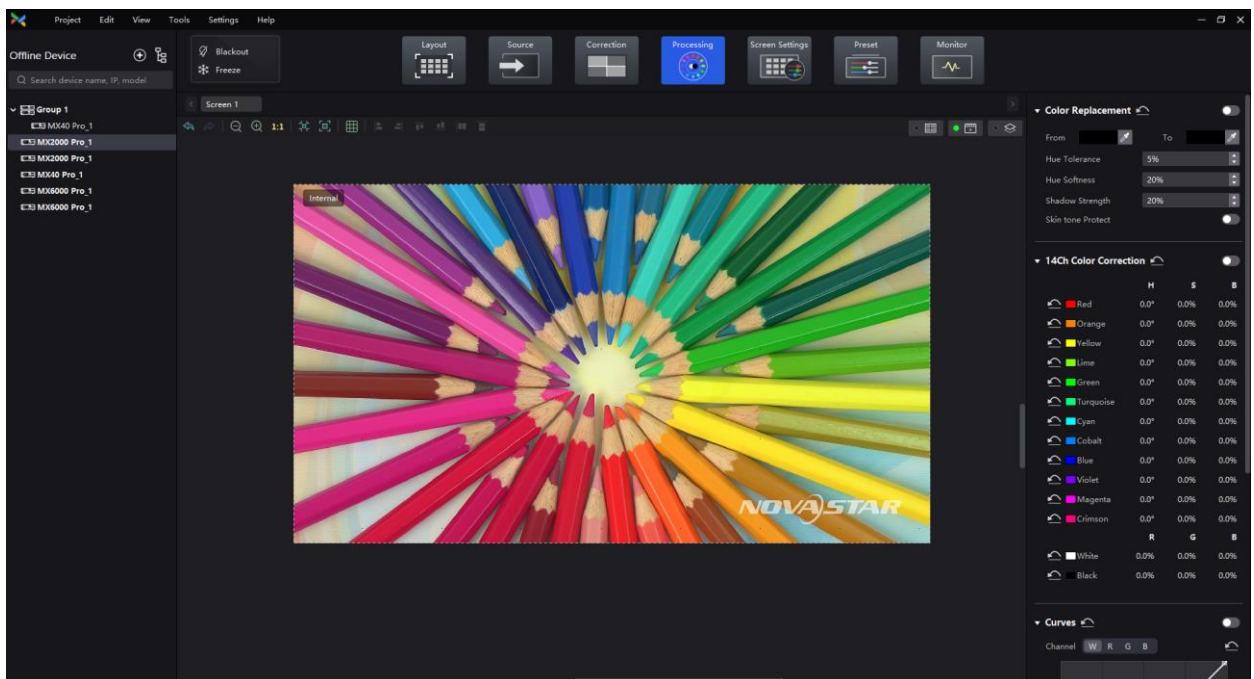 Project Edit View Tools Settings Help
Offline Device
Search device name, IP, model
Group 1
MX40 Pro_1
MX2000 Pro_1
MX2000 Pro_1
MX40 Pro_1
MX6000 Pro_1
MX6000 Pro_1
Blackout
Freeze
Layout
Source
Correction
Processing
Screen Settings
Preset
Monitor
Screen 1
1:1
Internal
NOVASTAR
Color Replacement
From To
Hue Tolerance 5%
Hue Softness 20%
Shadow Strength 20%
Skin tone Protect
14Ch Color Correction
H S B
Red 0.0° 0.0% 0.0%
Orange 0.0° 0.0% 0.0%
Yellow 0.0° 0.0% 0.0%
Lime 0.0° 0.0% 0.0%
Green 0.0° 0.0% 0.0%
Turquoise 0.0° 0.0% 0.0%
Cyan 0.0° 0.0% 0.0%
Cobalt 0.0° 0.0% 0.0%
Blue 0.0° 0.0% 0.0%
Violet 0.0° 0.0% 0.0%
Magenta 0.0° 0.0% 0.0%
Crimson 0.0° 0.0% 0.0%
R G B
White 0.0% 0.0% 0.0%
Black 0.0% 0.0% 0.0%
Curves
Channel W R G B